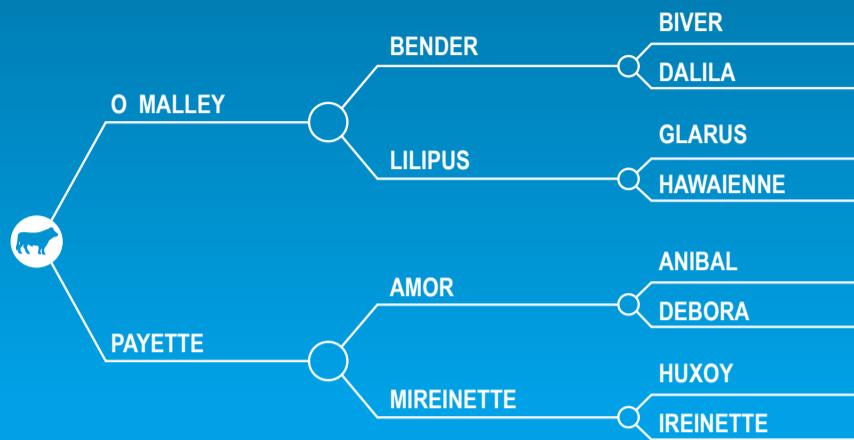 BIVER
BENDER
DALILA
O MALLEY
GLARUS
LILIPUS
HAWAIENNE
ANIBAL
AMOR
DEBORA
PAYETTE
HUXOY
MIREINETTE
IREINETTE